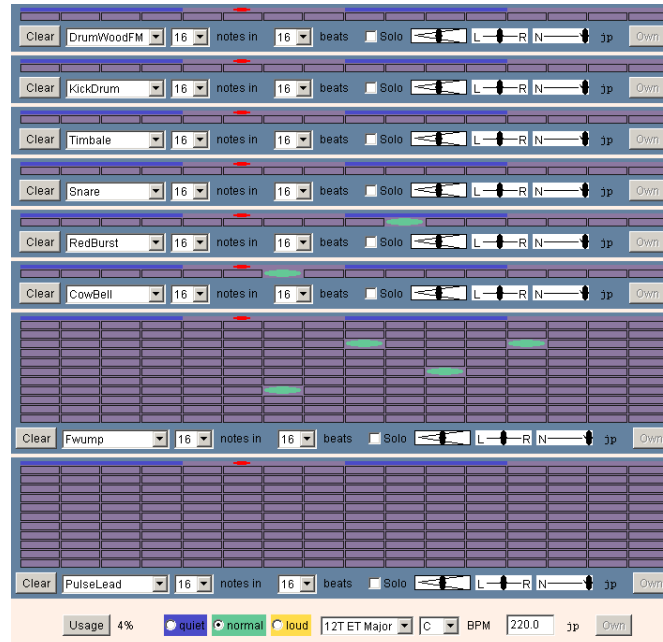 Clear DrumWoodFM 16 notes in 16 beats Solo L R N jp Own
Clear KickDrum 16 notes in 16 beats Solo L R N jp Own
Clear Timbale 16 notes in 16 beats Solo L R N jp Own
Clear Snare 16 notes in 16 beats Solo L R N jp Own
Clear RedBurst 16 notes in 16 beats Solo L R N jp Own
Clear CowBell 16 notes in 16 beats Solo L R N jp Own
Clear Fwump 16 notes in 16 beats Solo L R N jp Own
Clear PulseLead 16 notes in 16 beats Solo L R N jp Own
Usage 4% quiet normal loud 12T ET Major C BPM 220.0 jp Own